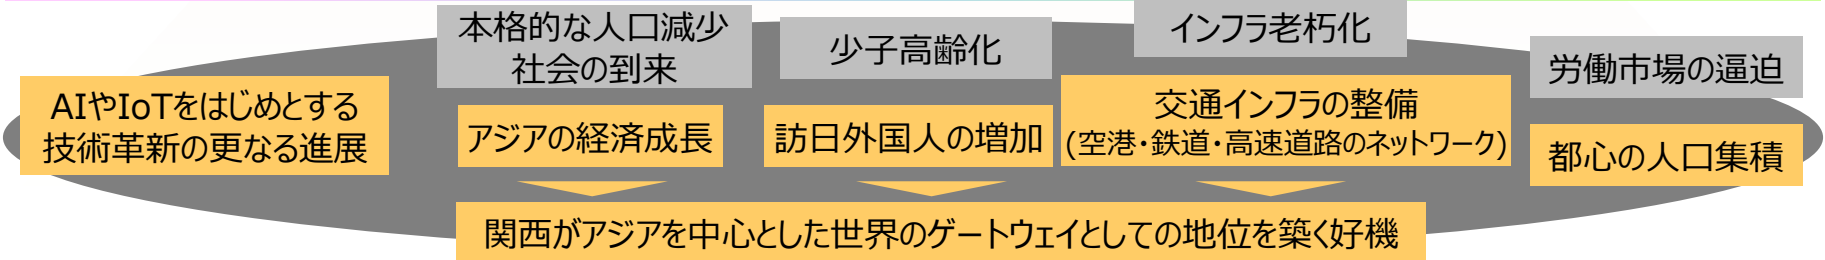 本格的な人口減少
社会の到来
少子高齢化
インフラ老朽化
労働市場の逼迫
AIやIoTをはじめとする
技術革新の更なる進展
アジアの経済成長
訪日外国人の増加
交通インフラの整備
(空港・鉄道・高速道路のネットワーク)
都心の人口集積
関西がアジアを中心とした世界のゲートウェイとしての地位を築く好機